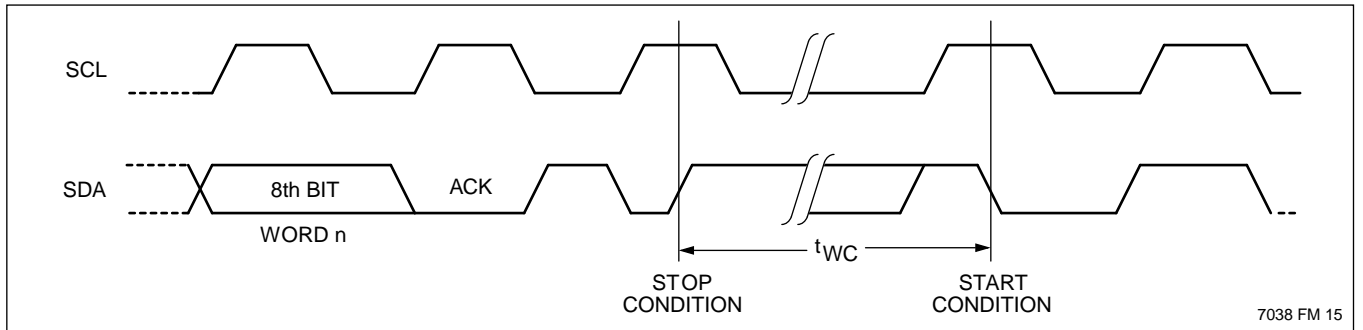 SCL
SDA
8th BIT
ACK
WORD n
tWC
STOP
CONDITION
START
CONDITION
7038 FM 15